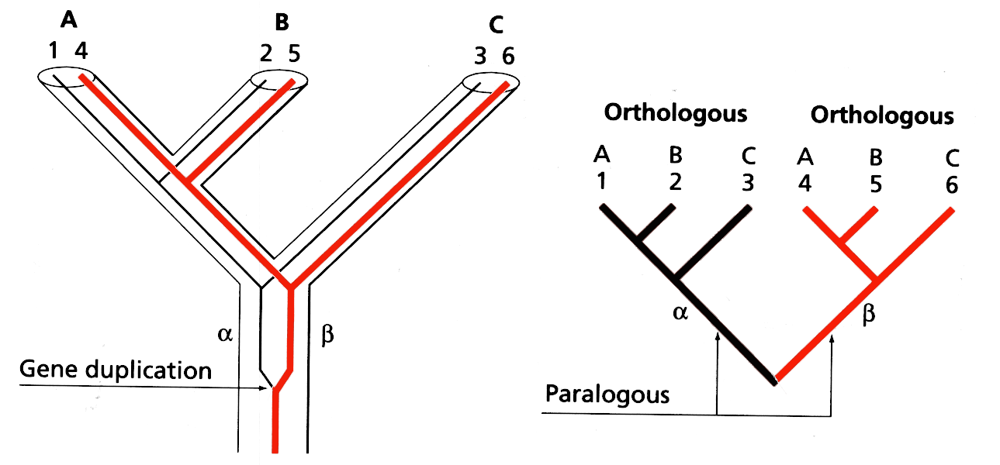 A B C
1 4 2 5 3 6
α β
Gene duplication
Orthologous Orthologous
A B C A B C
1 2 3 4 5 6
α β
Paralogous